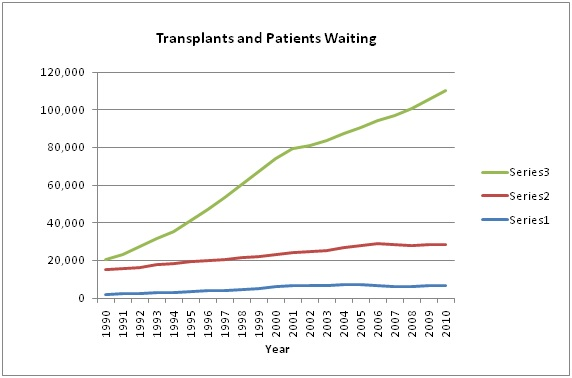 Transplants and Patients Waiting
120,000
100,000
80,000
60,000
40,000
20,000
0
Series3
Series2
Series1
1990 1991 1992 1993 1994 1995 1996 1997 1998 1999 2000 2001 2002 2003 2004 2005 2006 2007 2008 2009 2010
Year